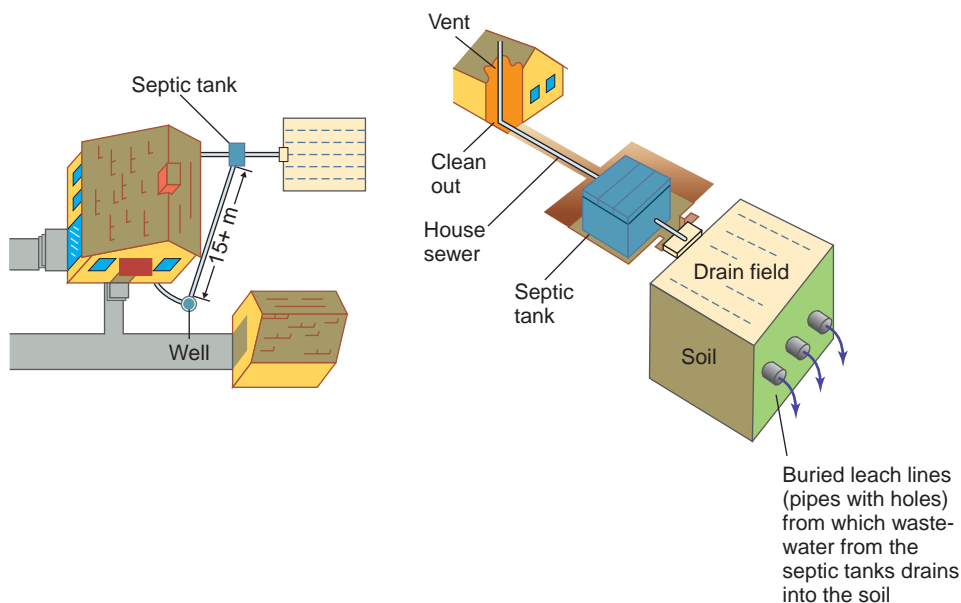 Septic tank
15+ m
Well
Vent
Clean
out
House
sewer
Septic
tank
Drain field
Soil
Buried leach lines
(pipes with holes)
from which waste-
water from the
septic tanks drains
into the soil